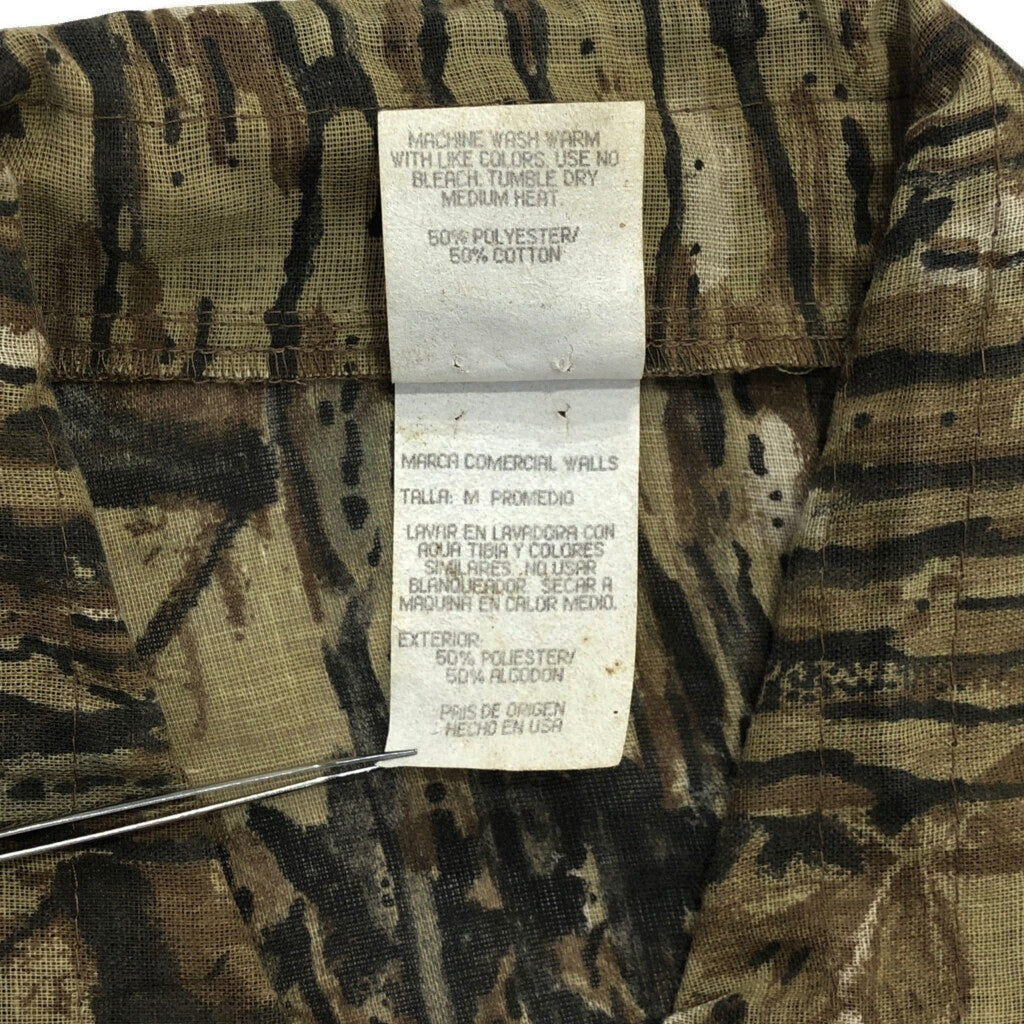 MACHINE WASH WARM
WITH LIKE COLORS. USE NO
BLEACH. TUMBLE DRY
MEDIUM HEAT.
50% POLYESTER/
50% COTTON
MARCA COMERCIAL WALLS
TALLA: M PROMEDIO
LAVAR EN LAVADORA CON
AGUA TIBIA Y COLORES
SIMILARES. NO USAR
BLANQUEADOR. SECAR A
MAQUINA EN CALOR MEDIO.
EXTERIOR:
50% POLIESTER/
50% ALGODON
PAIS DE ORIGEN
HECHO EN USA